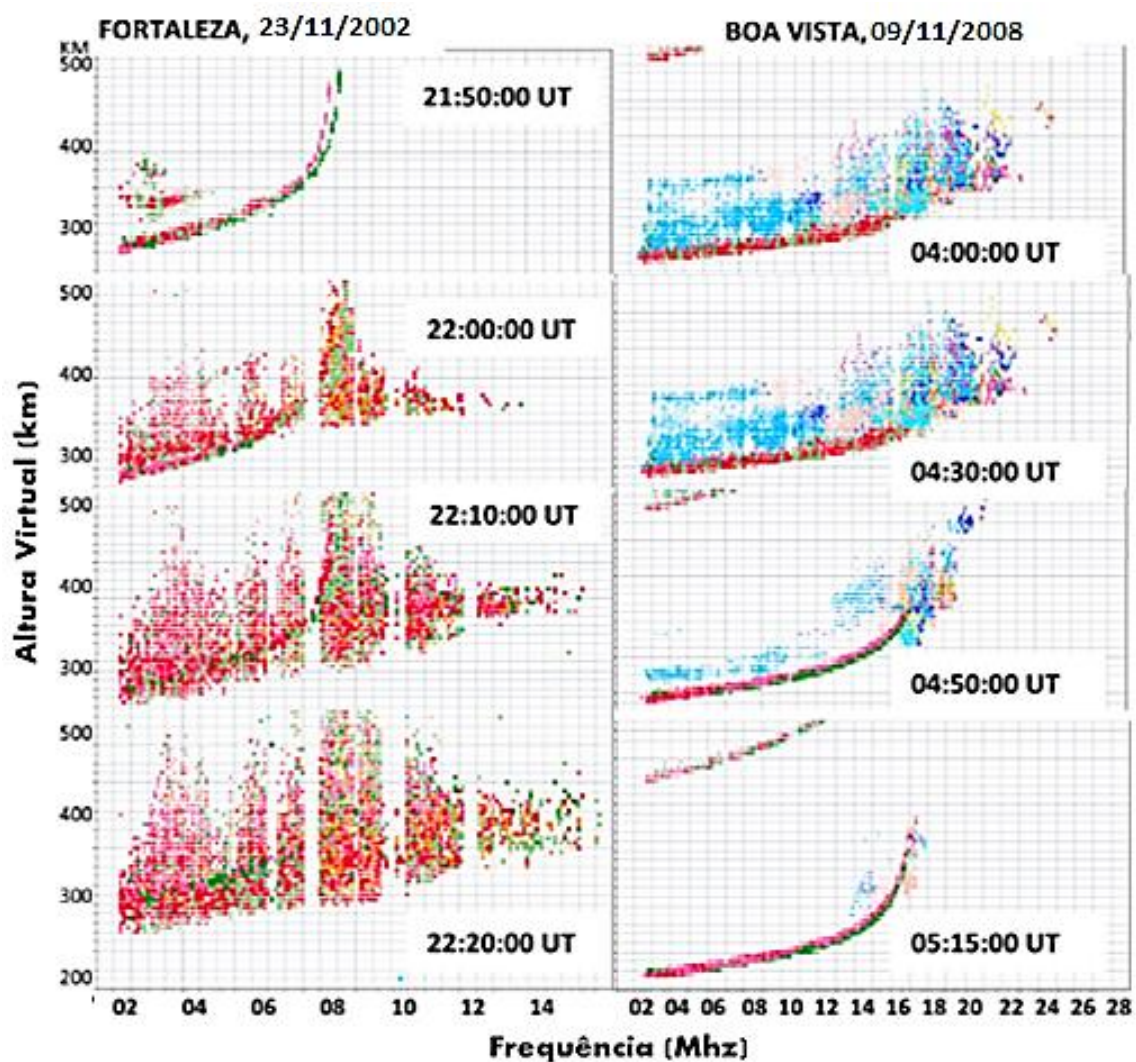 FORTALEZA, 23/11/2002
BOA VISTA, 09/11/2008
KM
500
400
300
21:50:00 UT
04:00:00 UT
500
400
300
22:00:00 UT
04:30:00 UT
500
400
300
22:10:00 UT
04:50:00 UT
500
400
300
200
22:20:00 UT
05:15:00 UT
Altura Virtual (km)
02 04 06 08 10 12 14
02 04 06 08 10 12 14 16 18 20 22 24 26 28
Frequência (Mhz)